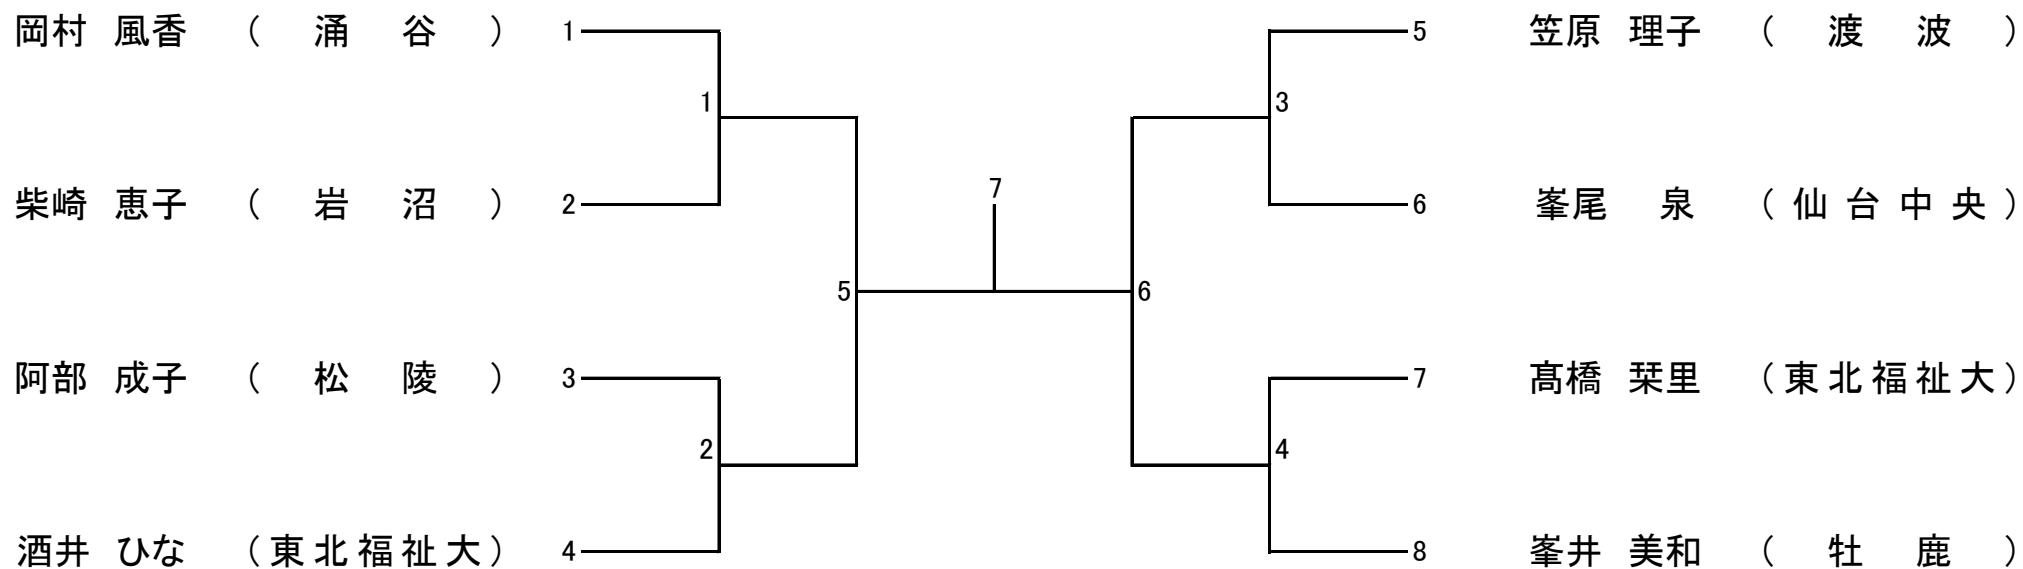 岡村 風香 （ 涌 谷 ） 1
1
柴崎 恵子 （ 岩 沼 ） 2
5
阿部 成子 （ 松 陵 ） 3
2
酒井 ひな （東北福祉大） 4
7
5 笠原 理子 （ 渡 波 ）
3
6 峯尾 泉 （仙台中央）
6
7 髙橋 栞里 （東北福祉大）
4
8 峯井 美和 （ 牡 鹿 ）